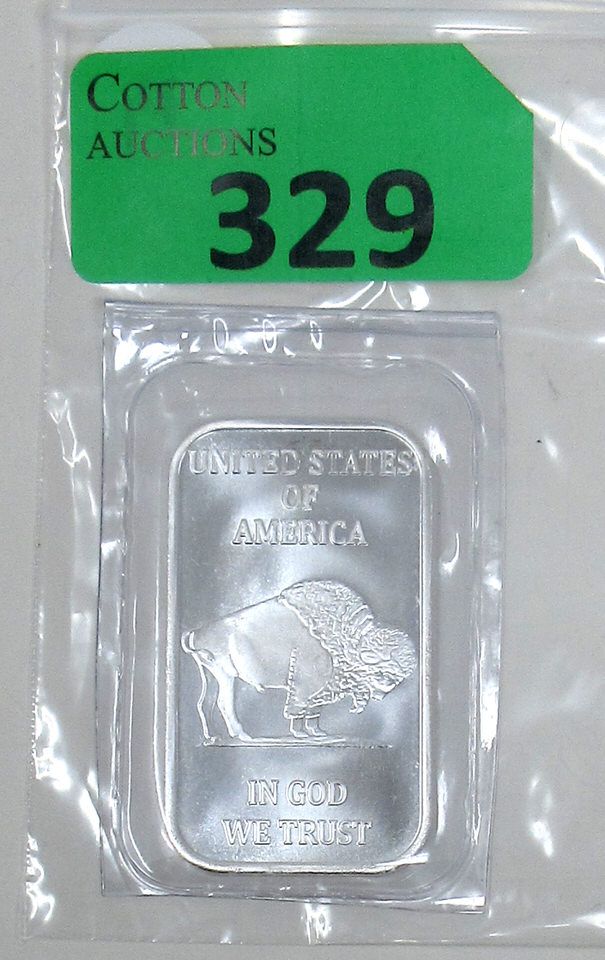 COTTON
AUCTIONS
329
UNITED STATES
OF
AMERICA
IN GOD
WE TRUST